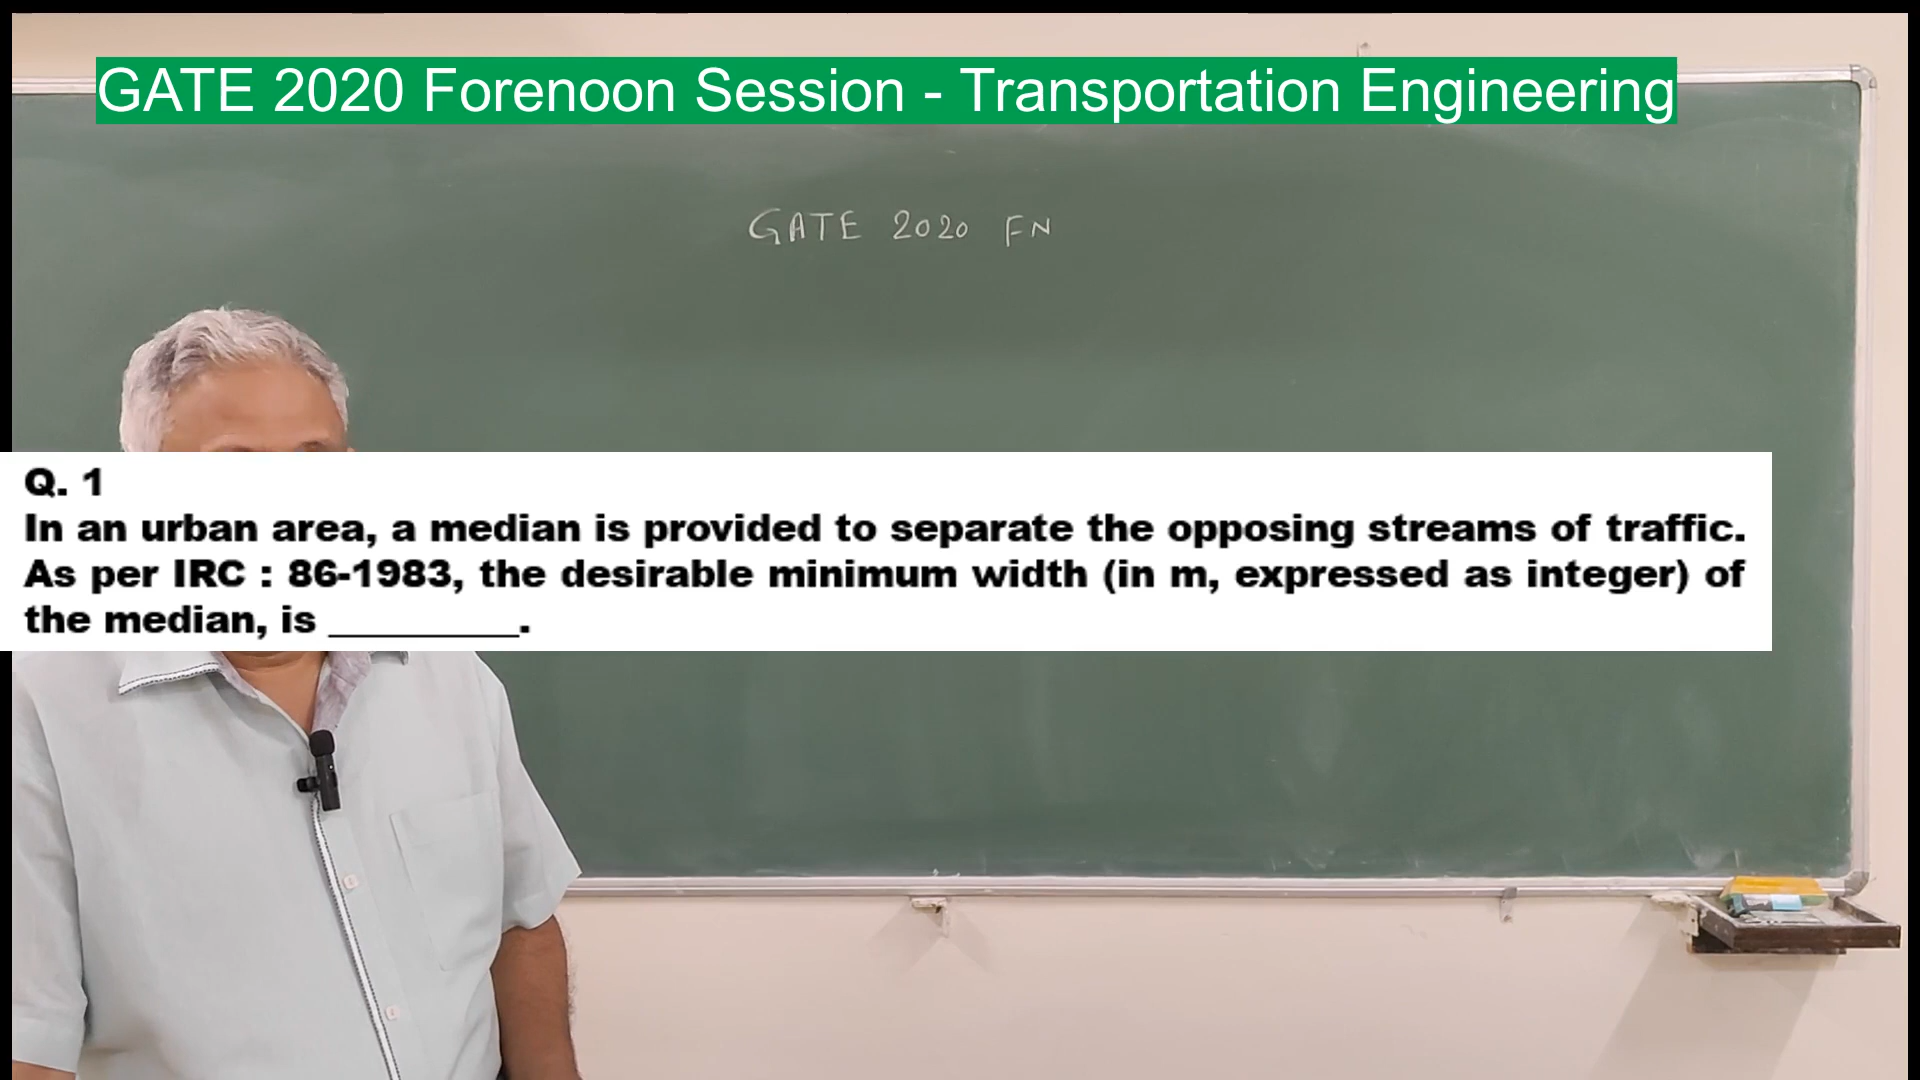 GATE 2020 Forenoon Session - Transportation Engineering
GATE 2020 FN
Q. 1
In an urban area, a median is provided to separate the opposing streams of traffic.
As per IRC : 86-1983, the desirable minimum width (in m, expressed as integer) of
the median, is _________.